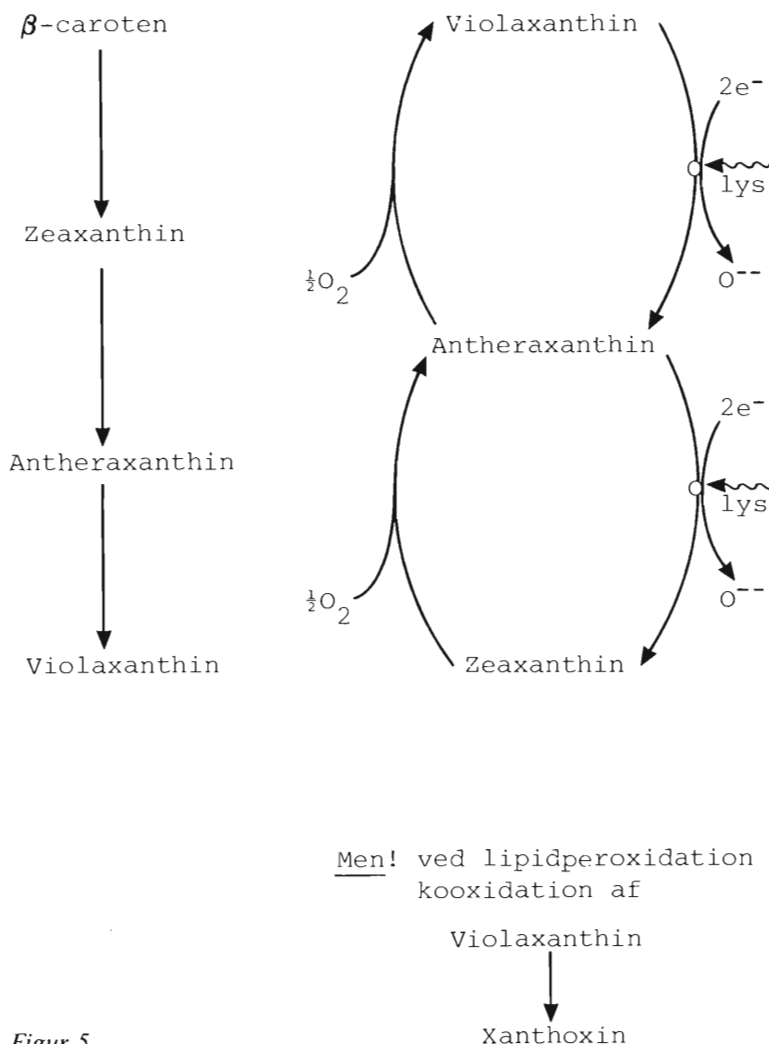 β-caroten
Zeaxanthin
Antheraxanthin
Violaxanthin
Violaxanthin
2e⁻
lys
½O₂
O⁻⁻
Antheraxanthin
2e⁻
lys
½O₂
O⁻⁻
Zeaxanthin
Men! ved lipidperoxidation
kooxidation af
Violaxanthin
Xanthoxin
Figur 5